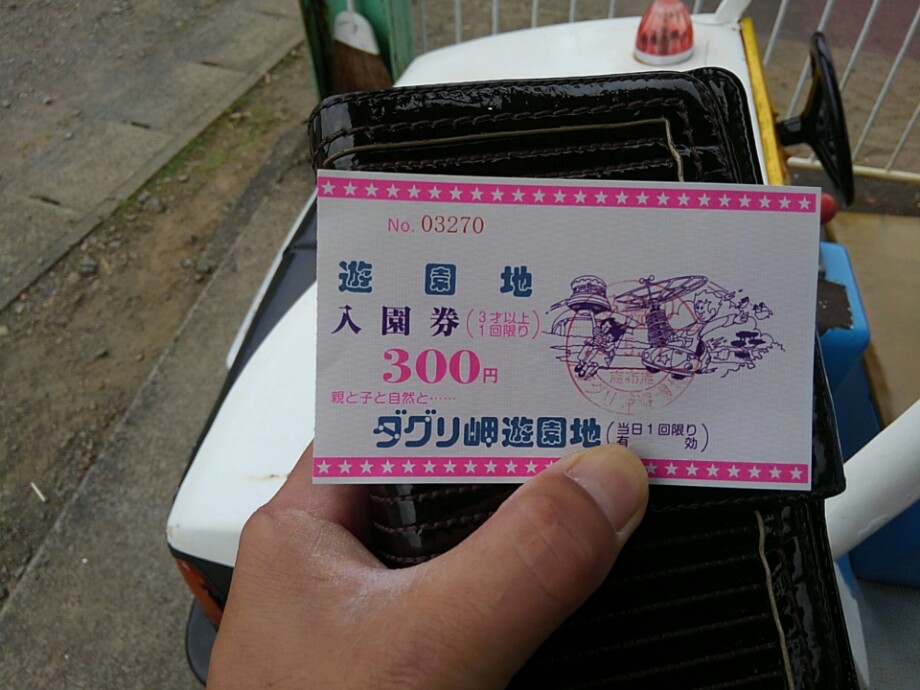 No. 03270
遊園地
入園券(3才以上 1回限り)
300円
親と子と自然と……
ダグリ岬遊園地(当日1回限り有効)